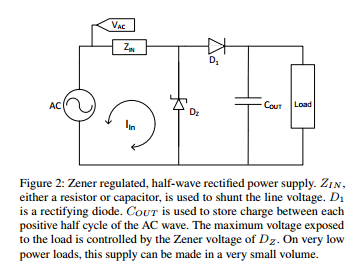 VAC
ZIN
D1
AC
IIn
DZ
COUT
Load
Figure 2: Zener regulated, half-wave rectified power supply. ZIN,
either a resistor or capacitor, is used to shunt the line voltage. D1
is a rectifying diode. COUT is used to store charge between each
positive half cycle of the AC wave. The maximum voltage exposed
to the load is controlled by the Zener voltage of DZ. On very low
power loads, this supply can be made in a very small volume.